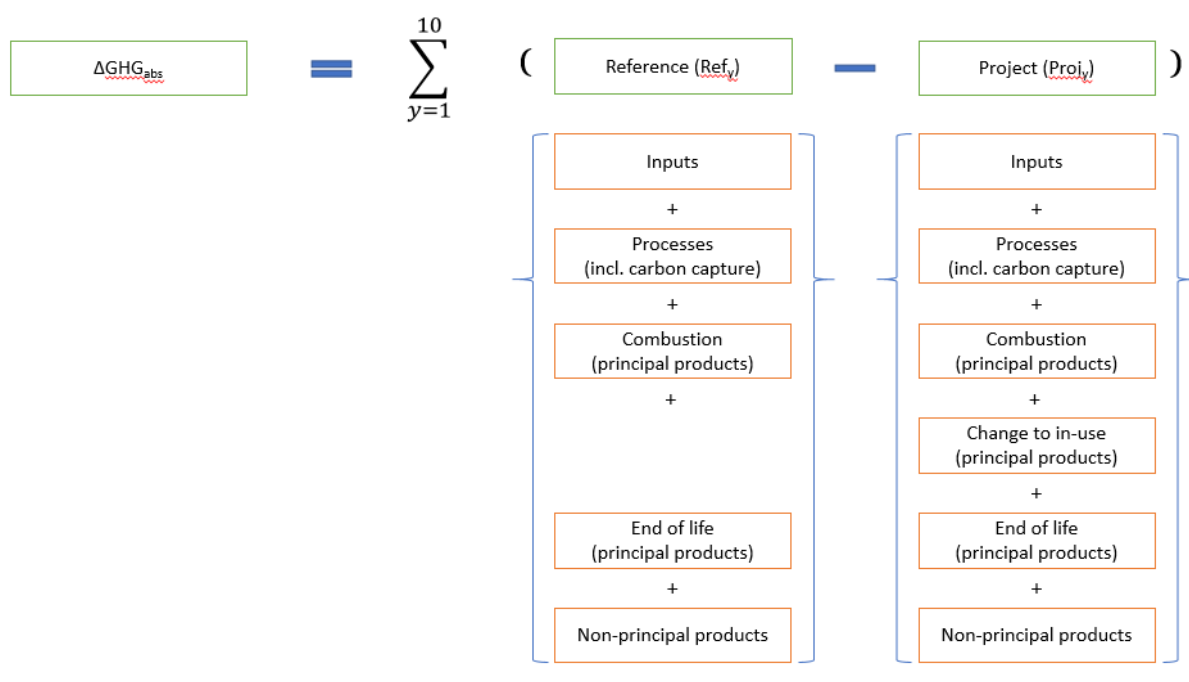 10
ΔGHGabs = ∑ ( Reference (Refy) − Project (Projy) )
y=1
Inputs Inputs
+ +
Processes Processes
(incl. carbon capture) (incl. carbon capture)
+ +
Combustion Combustion
(principal products) (principal products)
+ +
Change to in-use
(principal products)
+
End of life End of life
(principal products) (principal products)
+ +
Non-principal products Non-principal products